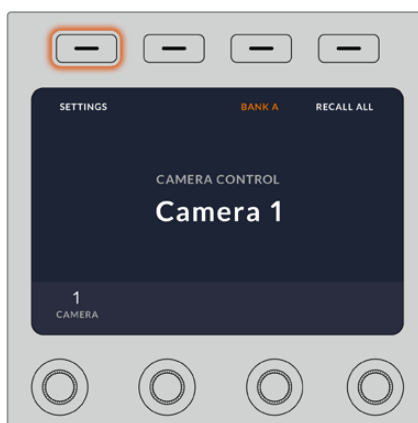 SETTINGS BANK A RECALL ALL
CAMERA CONTROL
Camera 1
1
CAMERA